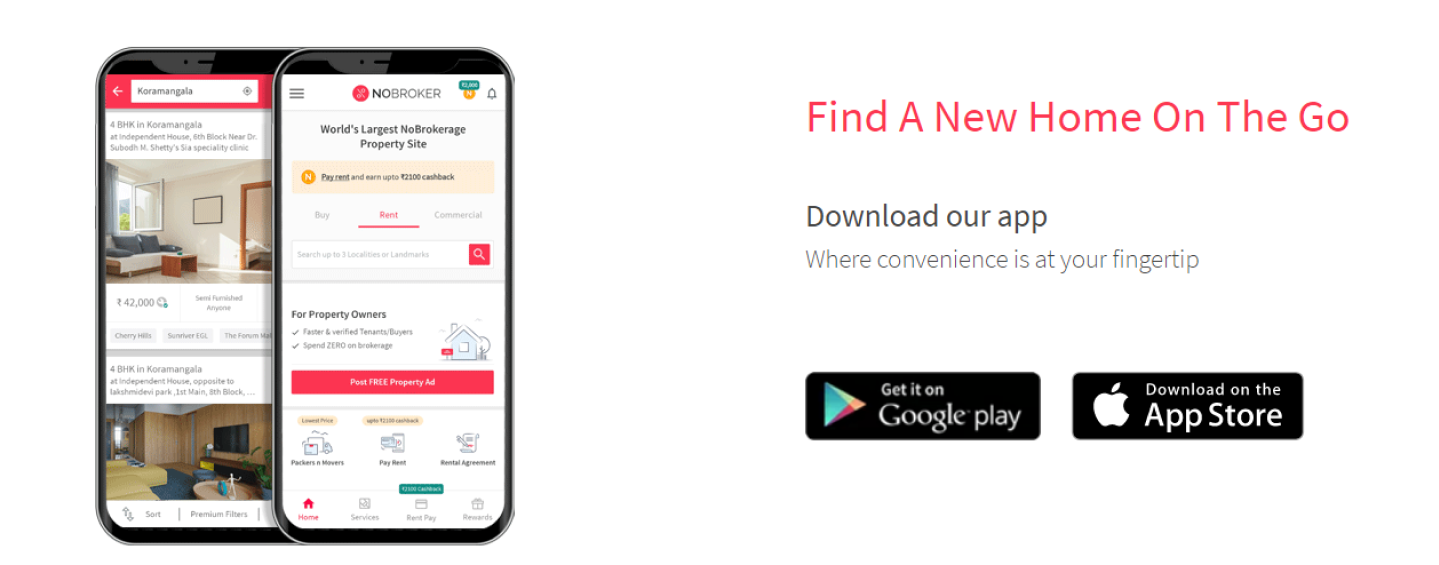 Koramangala
4 BHK in Koramangala
at Independent House, 6th Block Near Dr.
Subodh M. Shetty's Sia speciality clinic
₹ 42,000
Semi Furnished
Anyone
Cherry Hills
Sunriver EGL
The Forum Mal
4 BHK in Koramangala
at Independent House, opposite to
lakshmidevi park ,1st Main, 8th Block, ...
Sort
Premium Filters
NOBROKER
N
World's Largest NoBrokerage
Property Site
N
Pay rent and earn upto ₹2100 cashback
Buy
Rent
Commercial
Search up to 3 Localities or Landmarks
For Property Owners
Faster & verified Tenants/Buyers
Spend ZERO on brokerage
Post FREE Property Ad
Lowest Price
upto ₹2100 cashback
Packers n Movers
Pay Rent
Rental Agreement
₹2100 Cashback
Home
Services
Rent Pay
Rewards
Find A New Home On The Go
Download our app
Where convenience is at your fingertip
Get it on
Google play
Download on the
App Store